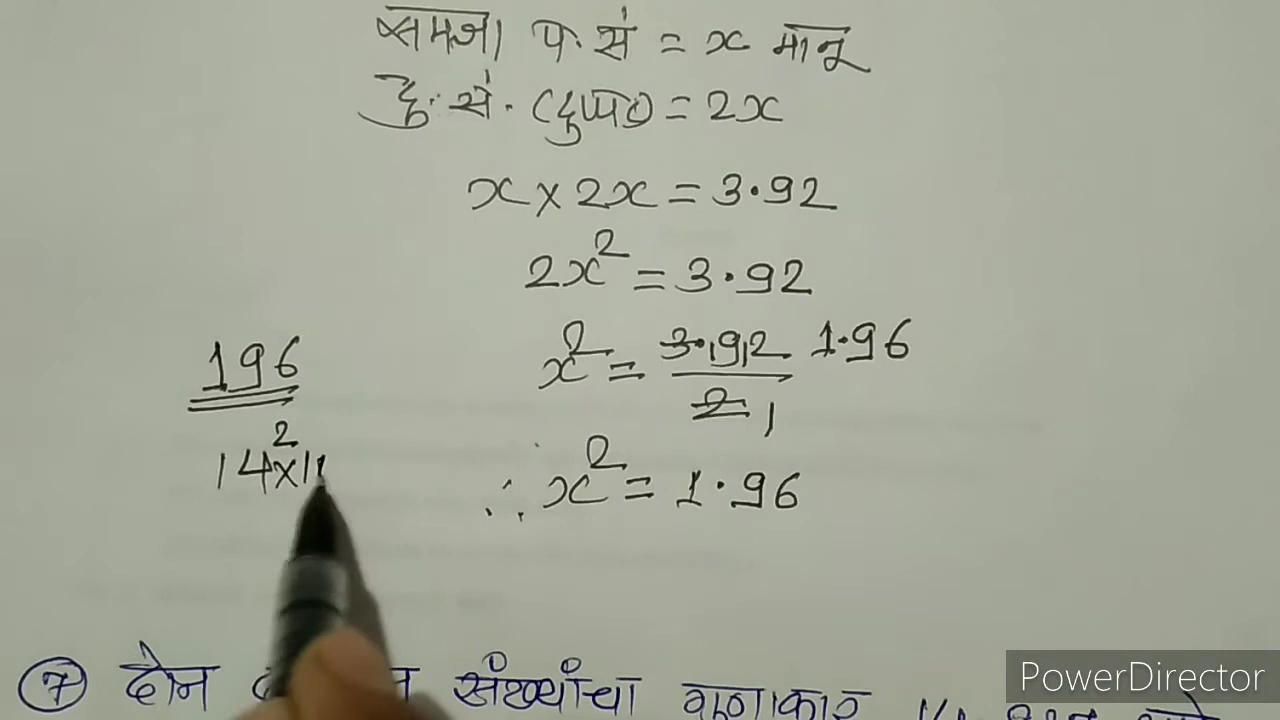 समजा प. सं = x मानू
दु. सं. (दुप्पट) = 2x
x × 2x = 3.92
2x² = 3.92
x² = 3.92 1.96
2 1
∴ x² = 1.96
196
14² ×
⑦ दोन संख्यांचा गुणाकार
PowerDirector